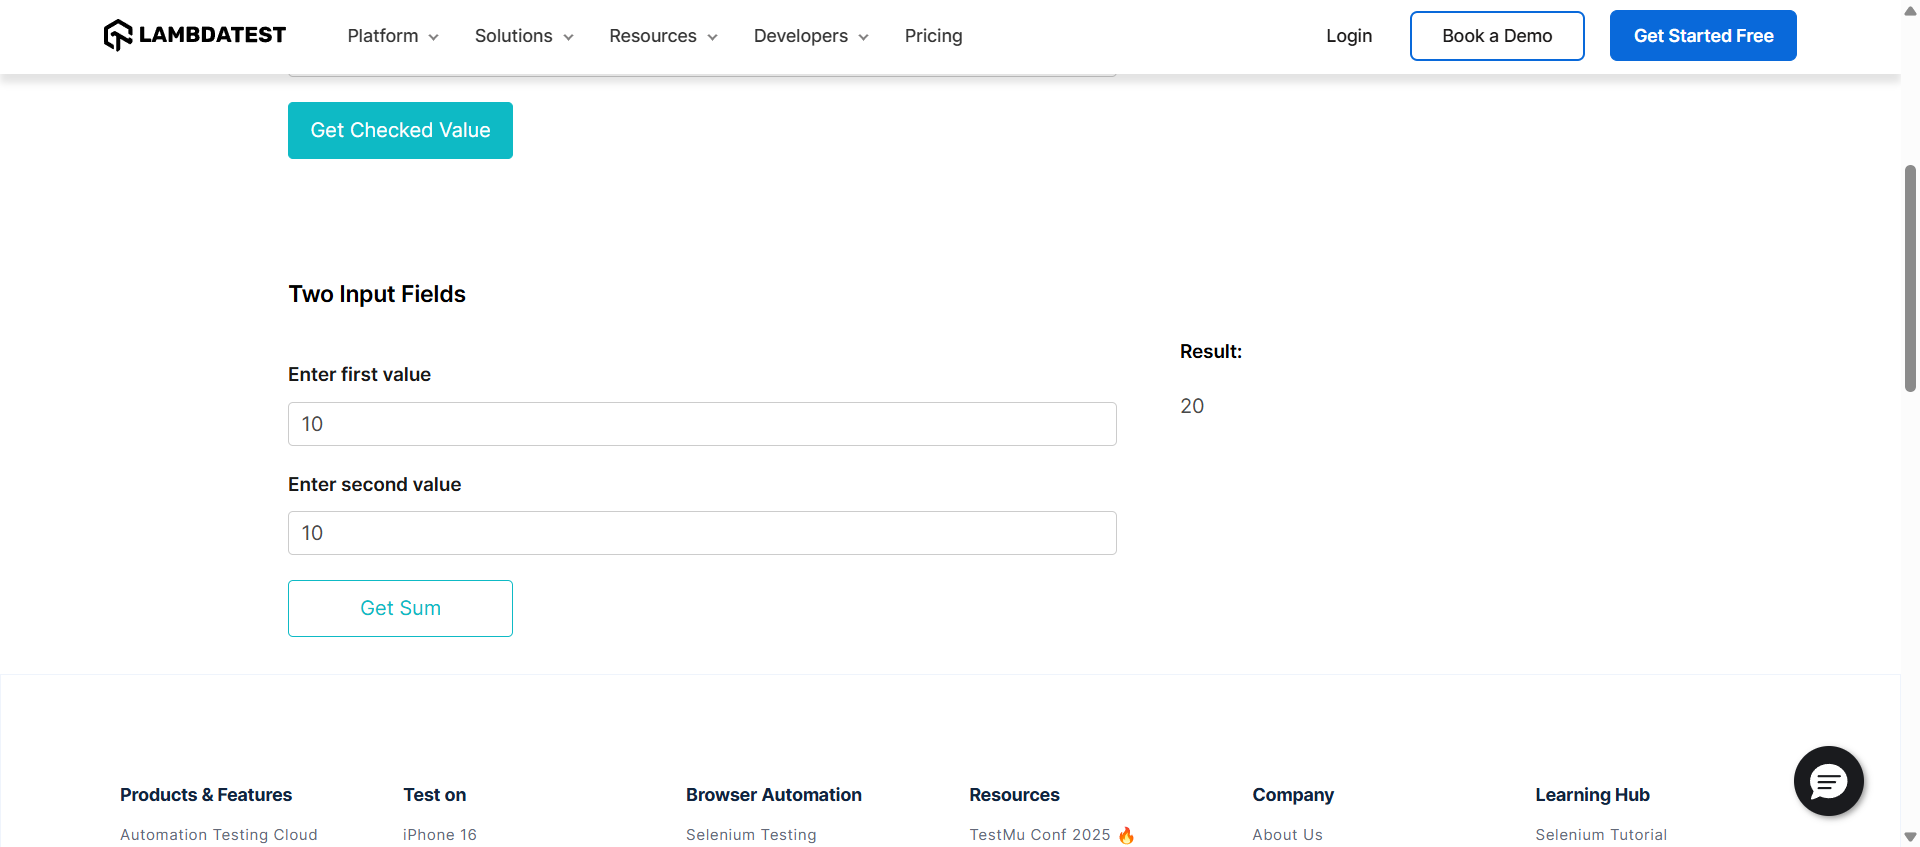 LAMBDATEST Platform Solutions Resources Developers Pricing Login Book a Demo Get Started Free
Get Checked Value
Two Input Fields
Result:
Enter first value
20
10
Enter second value
10
Get Sum
Products & Features Test on Browser Automation Resources Company Learning Hub
Automation Testing Cloud iPhone 16 Selenium Testing TestMu Conf 2025 🔥 About Us Selenium Tutorial